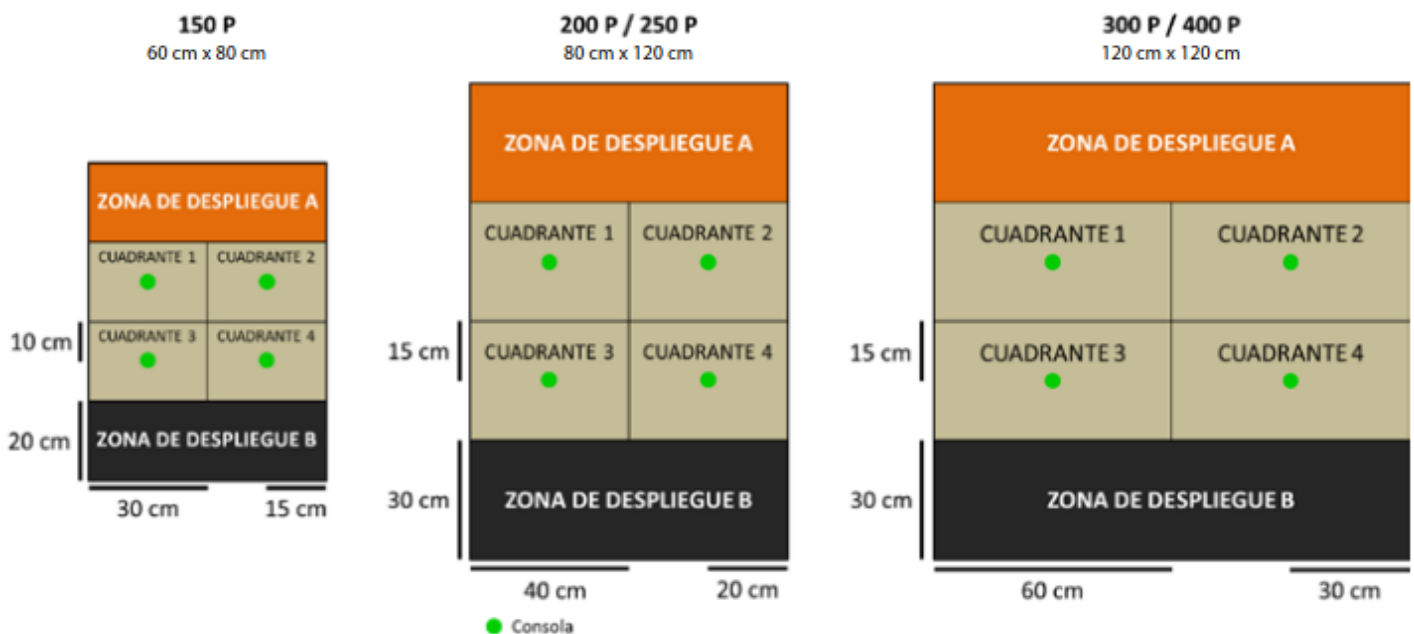 150 P
60 cm x 80 cm
ZONA DE DESPLIEGUE A
CUADRANTE 1
CUADRANTE 2
CUADRANTE 3
CUADRANTE 4
ZONA DE DESPLIEGUE B
10 cm
20 cm
30 cm
15 cm
200 P / 250 P
80 cm x 120 cm
ZONA DE DESPLIEGUE A
CUADRANTE 1
CUADRANTE 2
CUADRANTE 3
CUADRANTE 4
ZONA DE DESPLIEGUE B
15 cm
30 cm
40 cm
20 cm
Consola
300 P / 400 P
120 cm x 120 cm
ZONA DE DESPLIEGUE A
CUADRANTE 1
CUADRANTE 2
CUADRANTE 3
CUADRANTE 4
ZONA DE DESPLIEGUE B
15 cm
30 cm
60 cm
30 cm